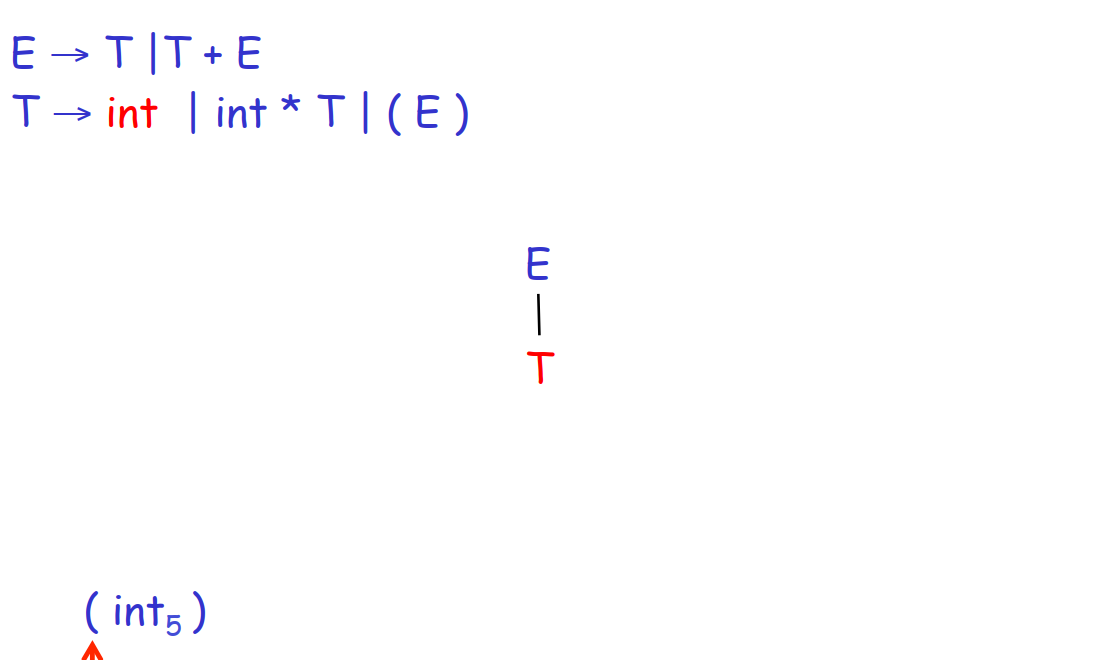 E → T | T + E
T → int | int * T | ( E )
E
T
( int₅ )